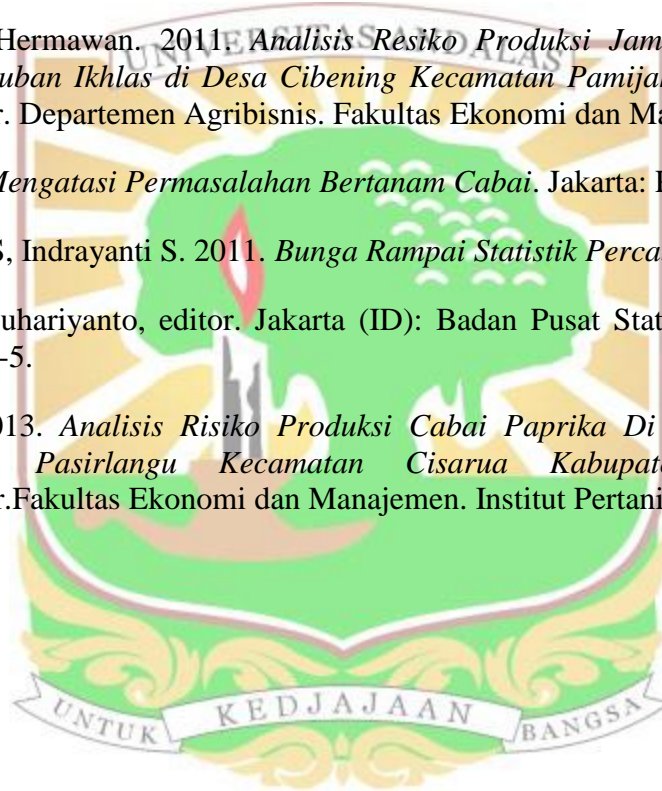 Hermawan. 2011. Analisis Resiko Produksi Jam
UNIVERSITAS ANDALAS
uban Ikhlas di Desa Cibening Kecamatan Pamija
r. Departemen Agribisnis. Fakultas Ekonomi dan Ma
Mengatasi Permasalahan Bertanam Cabai. Jakarta:
S, Indrayanti S. 2011. Bunga Rampai Statistik Perca
uhariyanto, editor. Jakarta (ID): Badan Pusat Stat
-5.
013. Analisis Risiko Produksi Cabai Paprika Di
Pasirlangu Kecamatan Cisarua Kabupat
r.Fakultas Ekonomi dan Manajemen. Institut Pertani
UNTUK KEDJAJAAN BANGSA